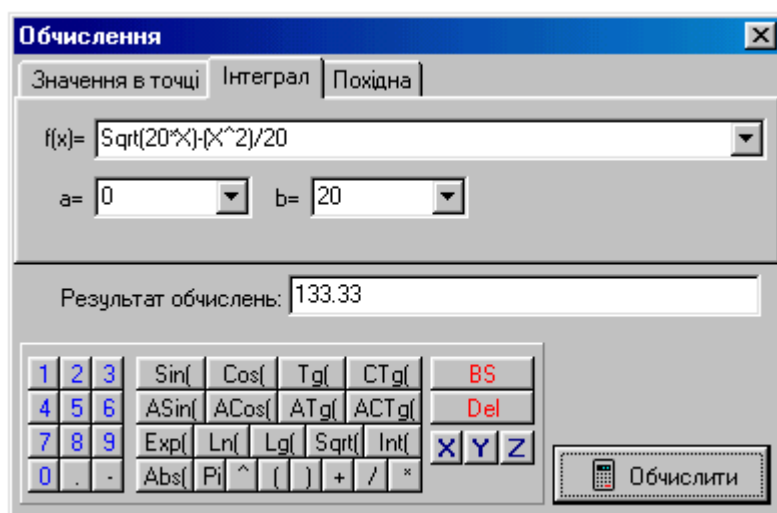 Обчислення
Значення в точці Інтеграл Похідна
f(x)= Sqrt(20*X)-(X^2)/20
a= 0 b= 20
Результат обчислень: 133.33
1 2 3 Sin( Cos( Tg( CTg( BS
4 5 6 ASin( ACos( ATg( ACTg( Del
7 8 9 Exp( Ln( Lg( Sqrt( Int( X Y Z
0 . - Abs( Pi ^ ( ) + / *
Обчислити